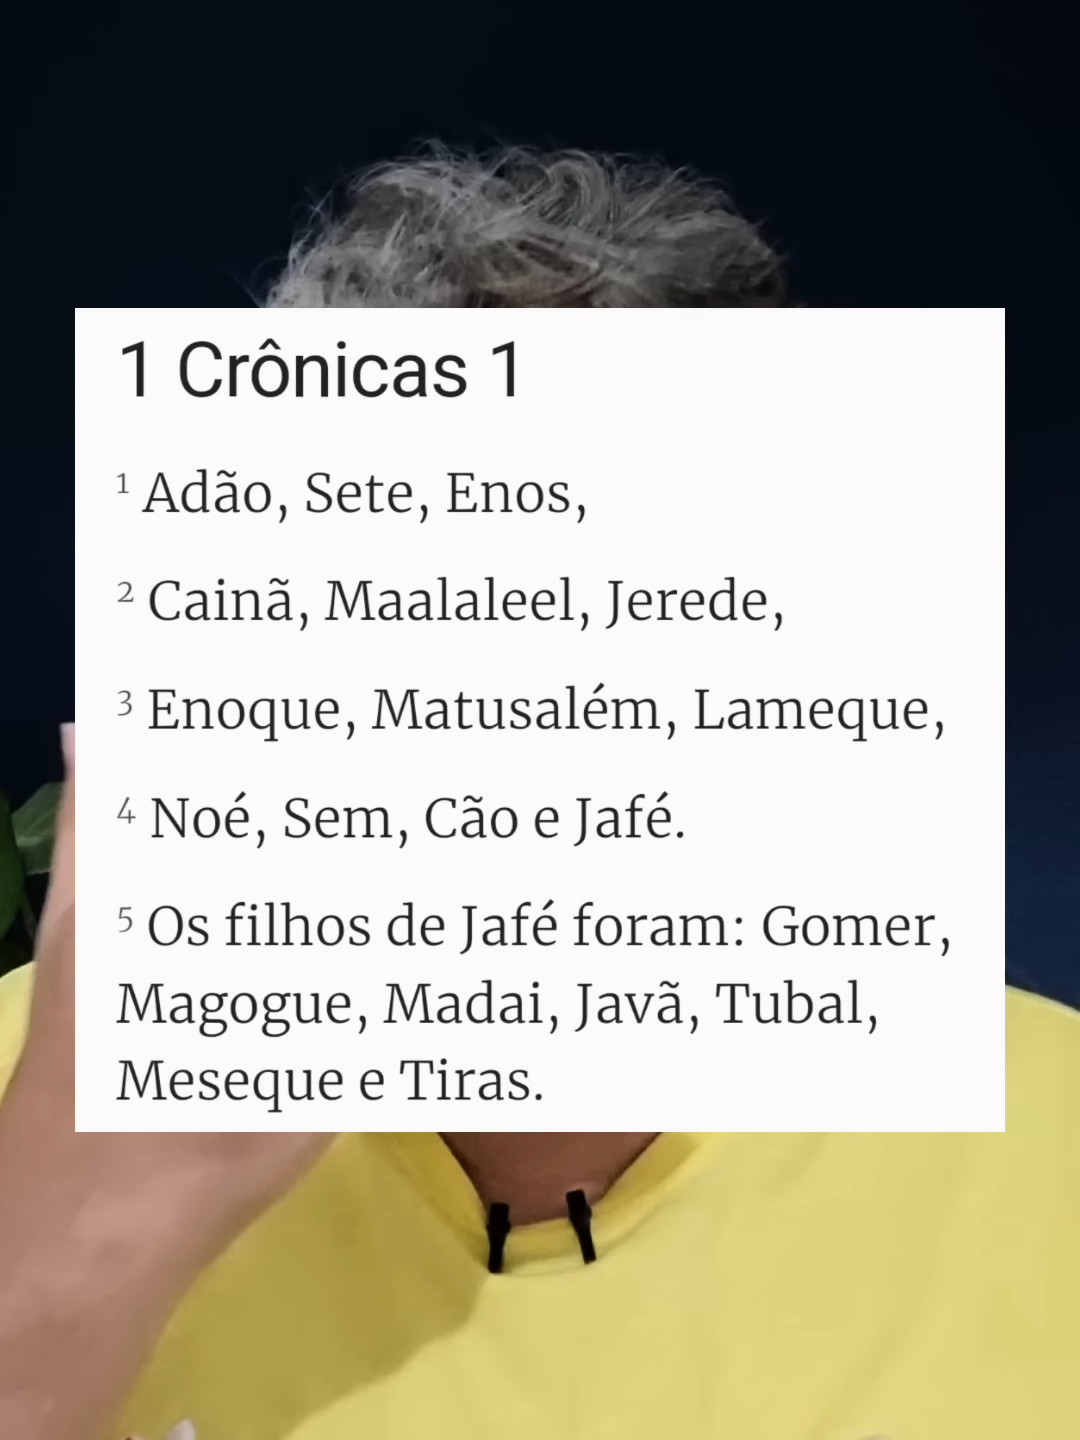 1 Crônicas 1
1 Adão, Sete, Enos,
2 Cainã, Maalaleel, Jerede,
3 Enoque, Matusalém, Lameque,
4 Noé, Sem, Cão e Jafé.
5 Os filhos de Jafé foram: Gomer,
Magogue, Madai, Javã, Tubal,
Meseque e Tiras.